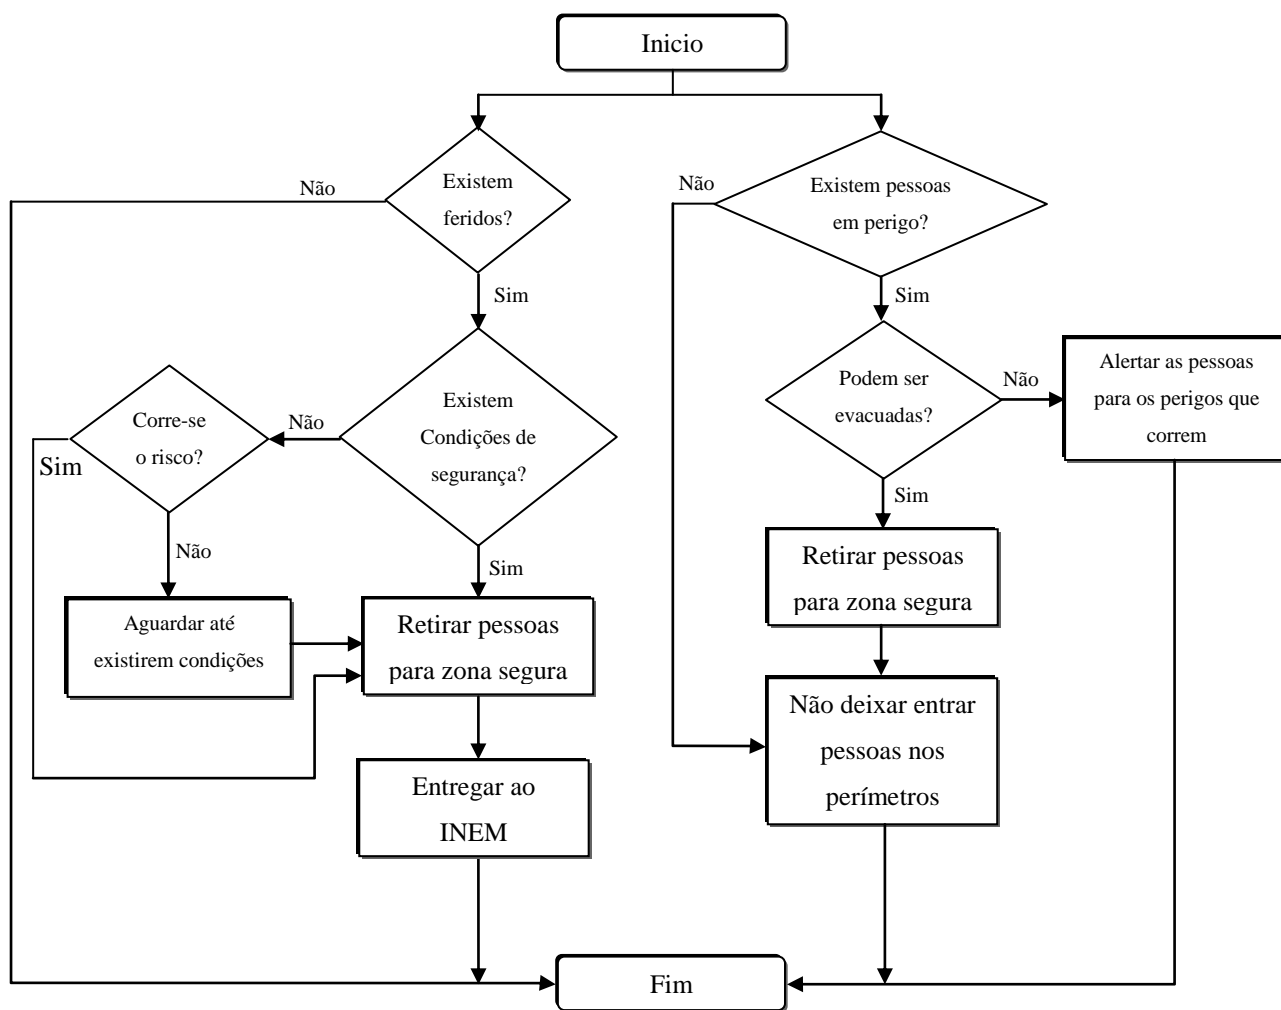 Inicio
Não
Existem
feridos?
Não
Existem pessoas
em perigo?
Sim
Sim
Corre-se
o risco?
Sim
Não
Existem
Condições de
segurança?
Podem ser
evacuadas?
Não
Alertar as pessoas
para os perigos que
correm
Não
Sim
Sim
Aguardar até
existirem condições
Retirar pessoas
para zona segura
Retirar pessoas
para zona segura
Entregar ao
INEM
Não deixar entrar
pessoas nos
perímetros
Fim